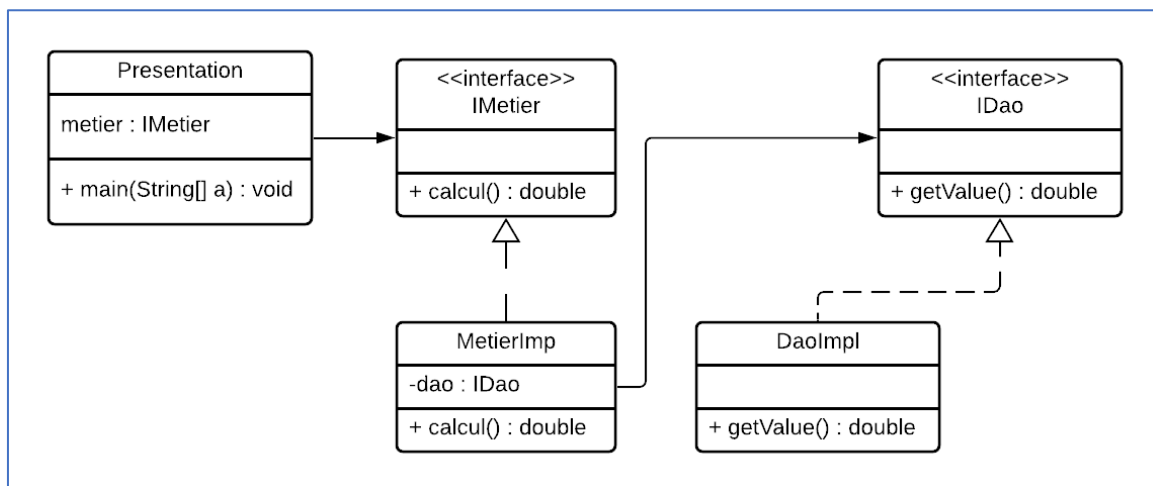 Presentation
metier : IMetier
+ main(String[] a) : void
<<interface>>
IMetier
+ calcul() : double
<<interface>>
IDao
+ getValue() : double
MetierImp
-dao : IDao
+ calcul() : double
DaoImpl
+ getValue() : double